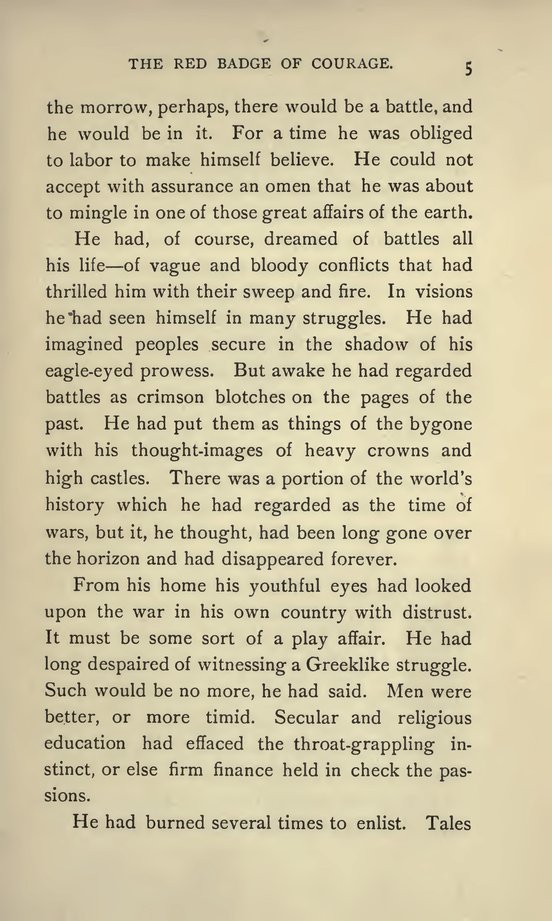 THE RED BADGE OF COURAGE. 5
the morrow, perhaps, there would be a battle, and
he would be in it. For a time he was obliged
to labor to make himself believe. He could not
accept with assurance an omen that he was about
to mingle in one of those great affairs of the earth.
He had, of course, dreamed of battles all
his life—of vague and bloody conflicts that had
thrilled him with their sweep and fire. In visions
he had seen himself in many struggles. He had
imagined peoples secure in the shadow of his
eagle-eyed prowess. But awake he had regarded
battles as crimson blotches on the pages of the
past. He had put them as things of the bygone
with his thought-images of heavy crowns and
high castles. There was a portion of the world's
history which he had regarded as the time of
wars, but it, he thought, had been long gone over
the horizon and had disappeared forever.
From his home his youthful eyes had looked
upon the war in his own country with distrust.
It must be some sort of a play affair. He had
long despaired of witnessing a Greeklike struggle.
Such would be no more, he had said. Men were
better, or more timid. Secular and religious
education had effaced the throat-grappling in-
stinct, or else firm finance held in check the pas-
sions.
He had burned several times to enlist. Tales